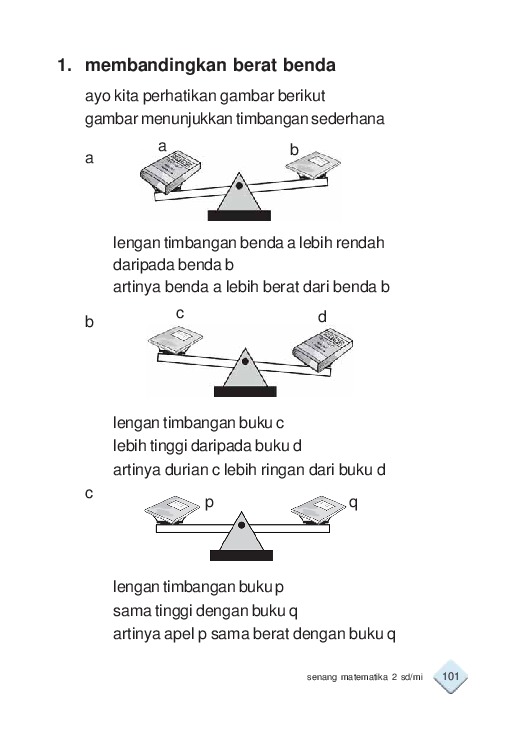 1. membandingkan berat benda
ayo kita perhatikan gambar berikut
gambar menunjukkan timbangan sederhana
a
a
b
lengan timbangan benda a lebih rendah
daripada benda b
artinya benda a lebih berat dari benda b
b
c
d
lengan timbangan buku c
lebih tinggi daripada buku d
artinya durian c lebih ringan dari buku d
c
p
q
lengan timbangan buku p
sama tinggi dengan buku q
artinya apel p sama berat dengan buku q
senang matematika 2 sd/mi
101